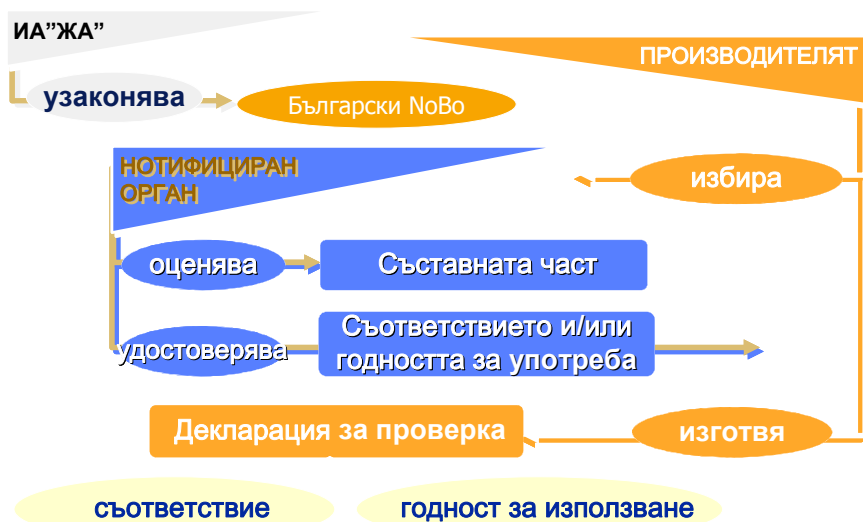 ИА”ЖА”
ПРОИЗВОДИТЕЛЯТ
узаконява
Български NoBo
НОТИФИЦИРАН
ОРГАН
избира
оценява
Съставната част
удостоверява
Съответствието и/или
годността за употреба
Декларация за проверка
изготвя
съответствие
годност за използване